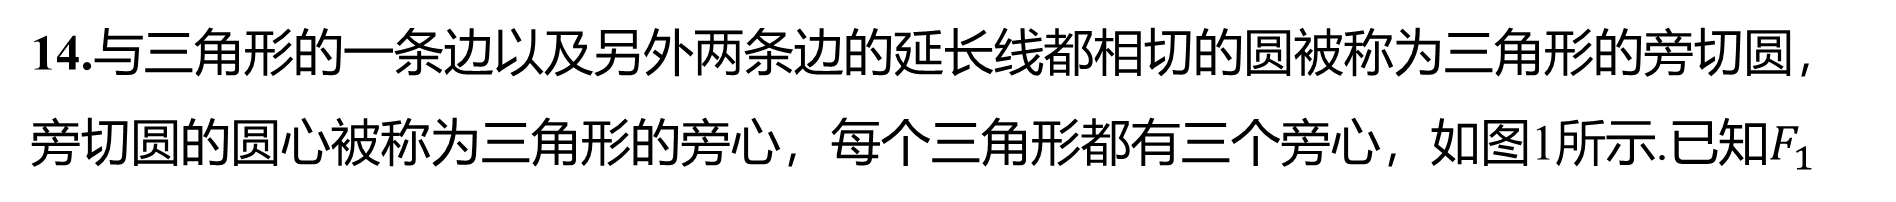 14.与三角形的一条边以及另外两条边的延长线都相切的圆被称为三角形的旁切圆,
旁切圆的圆心被称为三角形的旁心，每个三角形都有三个旁心，如图1所示.已知F₁